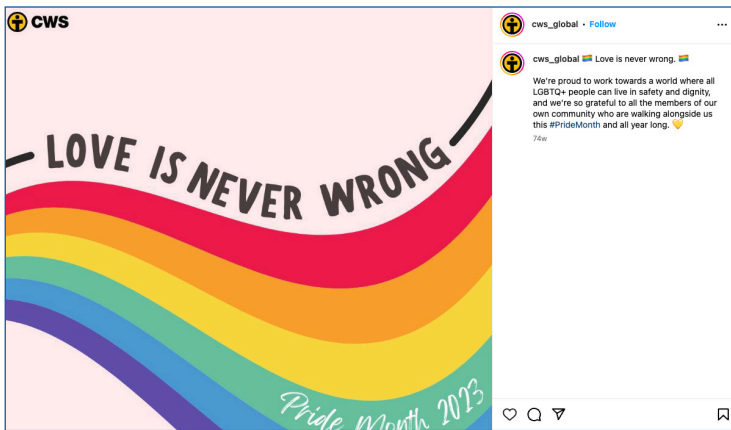 CWS
LOVE IS NEVER WRONG
Pride Month 2023
cws_global • Follow
cws_global 🏳️‍🌈 Love is never wrong. 🏳️‍🌈
We're proud to work towards a world where all
LGBTQ+ people can live in safety and dignity,
and we're so grateful to all the members of our
own community who are walking alongside us
this #PrideMonth and all year long. 🧡
74w